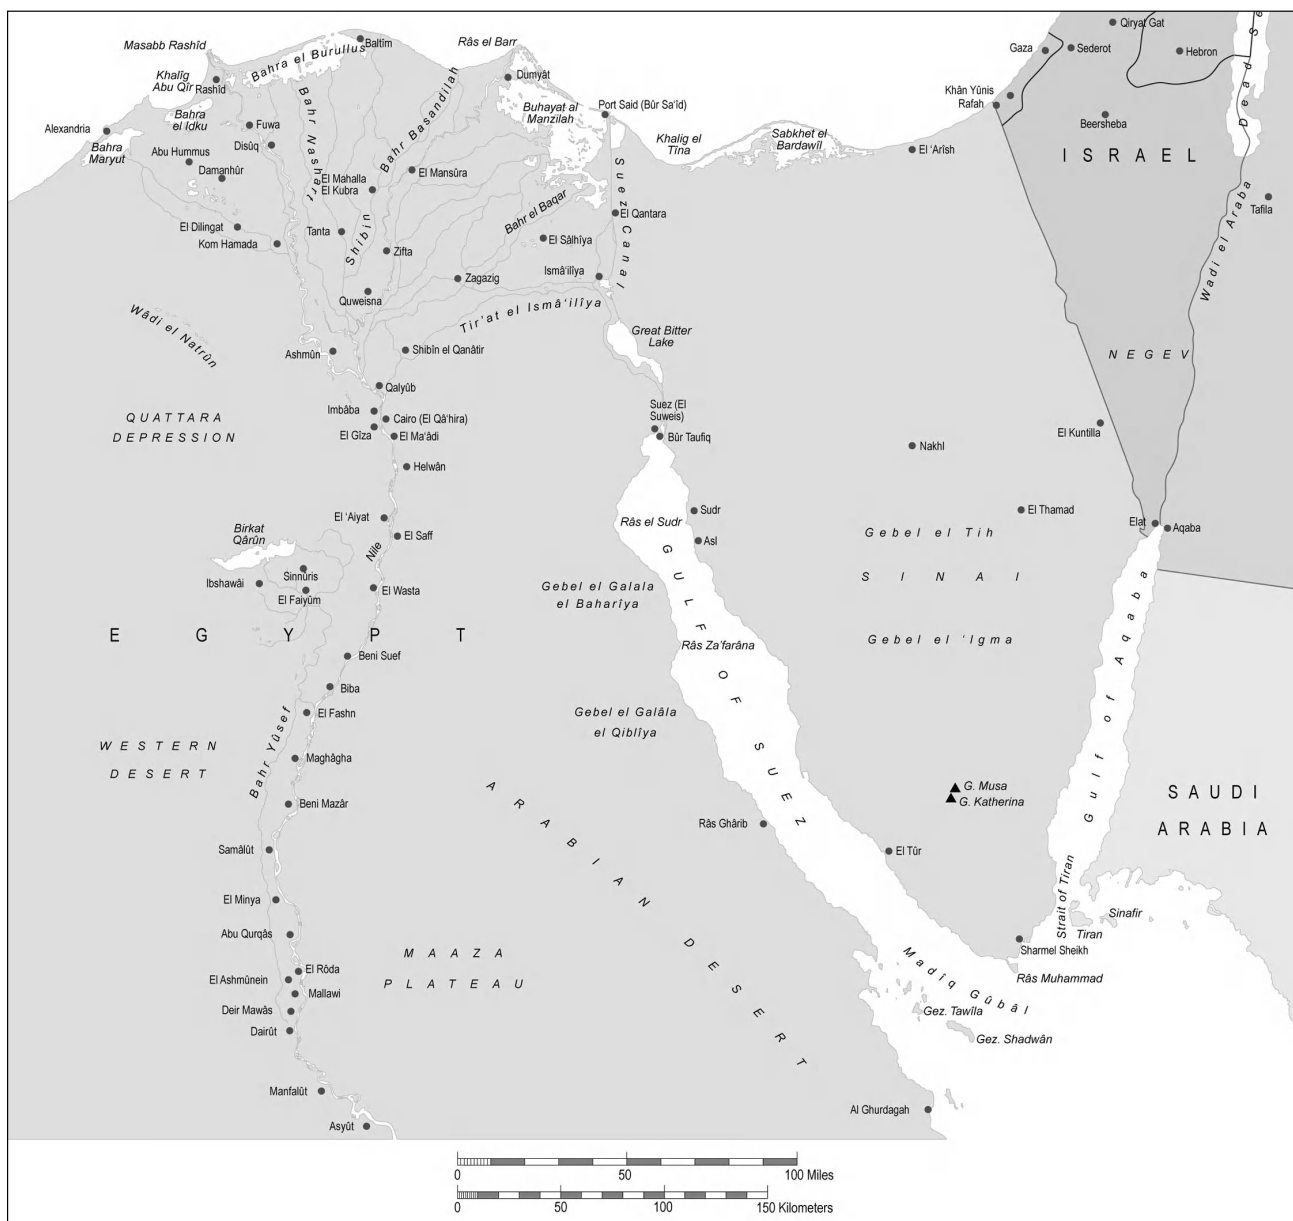 Qiryat Gat
Baltim
Râs el Barr
Masabb Rashîd
Gaza
Sederot
Hebron
Dead Se
Bahra el Burullus
Dumyât
Khalîg
Abu Qîr
Rashîd
Khân Yûnis
Rafah
Buhayat al
Manzilah
Port Said (Bûr Sa'îd)
Bahra
el Idku
Beersheba
Alexandria
Fuwa
Bahr Nashart
Bahr Basandilah
Khalig el
Tîna
Sabkhet el
Bardawîl
Bahra
Maryut
Disûq
El 'Arîsh
ISRAEL
Abu Hummus
Damanhûr
El Mansûra
El Mahalla
El Kubra
Suez Canal
Bahr el Baqar
El Qantara
Tafila
Wadi el Araba
El Dilingat
Kom Hamada
Tanta
Shibiu
Zifta
El Sâlhîya
Zagazig
Ismâ'ilîya
Quweisna
Tir'at el Ismâ'ilîya
Wâdi el Natrûn
Great Bitter
Lake
Ashmûn
Shibîn el Qanâtir
NEGEV
Qalyûb
QUATTARA
DEPRESSION
Imbâba
Cairo (El Qâ'hira)
El Gîza
El Ma'âdi
Suez (El
Suweis)
Bûr Taufiq
El Kuntilla
Nakhl
Helwân
El 'Aiyat
Sudr
Râs el Sudr
El Thamad
Elat
Aqaba
Birkat
Qârûn
El Saff
Gebel el Tih
Asl
Nile
GULF OF SUEZ
Sinnûris
Ibshawâi
El Faiyûm
El Wasta
Gebel el Galala
el Baharîya
SINAI
Gulf of Aqaba
EGYPT
Gebel el 'Igma
Râs Za'farâna
Beni Suef
Biba
El Fashn
Gebel el Galâla
el Qiblîya
Bahr Yûsef
WESTERN
DESERT
Maghâgha
ARABIAN DESERT
G. Musa
G. Katherina
SAUDI
ARABIA
Beni Mazâr
Râs Ghârib
Samâlût
El Tûr
El Minya
Strait of Tiran
Sinafir
Tiran
Abu Qurqâs
MAAZA
PLATEAU
Sharmel Sheikh
El Rôda
El Ashmûnein
Mallawi
Madîq Gûbâl
Râs Muhammad
Deir Mawâs
Gez. Tawîla
Dairût
Gez. Shadwân
Manfalût
Al Ghurdagah
Asyût
0 50 100 Miles
0 50 100 150 Kilometers